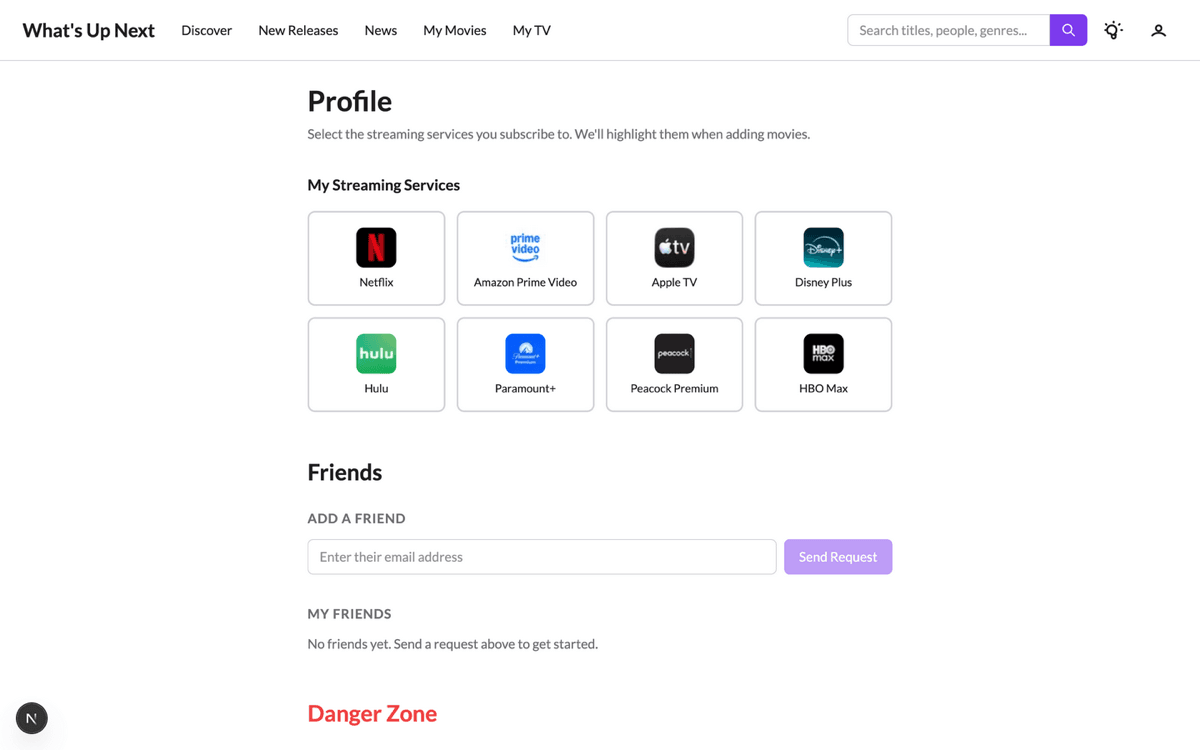 What's Up Next Discover New Releases News My Movies My TV Search titles, people, genres...
Profile
Select the streaming services you subscribe to. We'll highlight them when adding movies.
My Streaming Services
N prime video tv Disney+
Netflix Amazon Prime Video Apple TV Disney Plus
hulu Paramount+ peacock HBO max
Hulu Paramount+ Peacock Premium HBO Max
Friends
ADD A FRIEND
Enter their email address Send Request
MY FRIENDS
No friends yet. Send a request above to get started.
Danger Zone
N